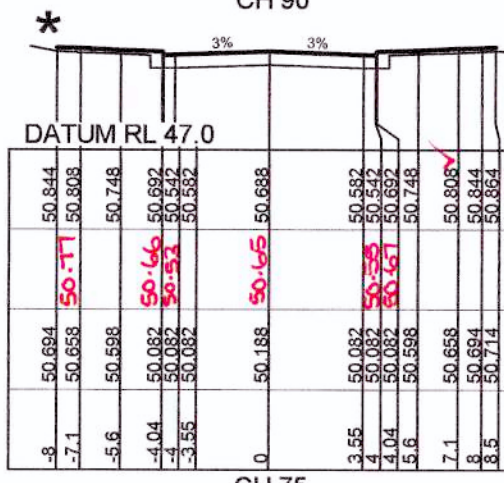 CH 90
*
3% 3%
DATUM RL 47.0
50.844 50.808 50.748 50.692 50.542 50.582 50.688 50.582 50.542 50.692 50.748 50.808 50.844 50.864
50.77 50.66 50.53 50.65 50.55 50.67
50.694 50.658 50.598 50.082 50.082 50.082 50.188 50.082 50.082 50.082 50.598 50.658 50.694 50.714
-8 -7.1 -5.6 -4.04 -4 -3.55 0 3.55 4 4.04 5.6 7.1 8 8.5
CH 75